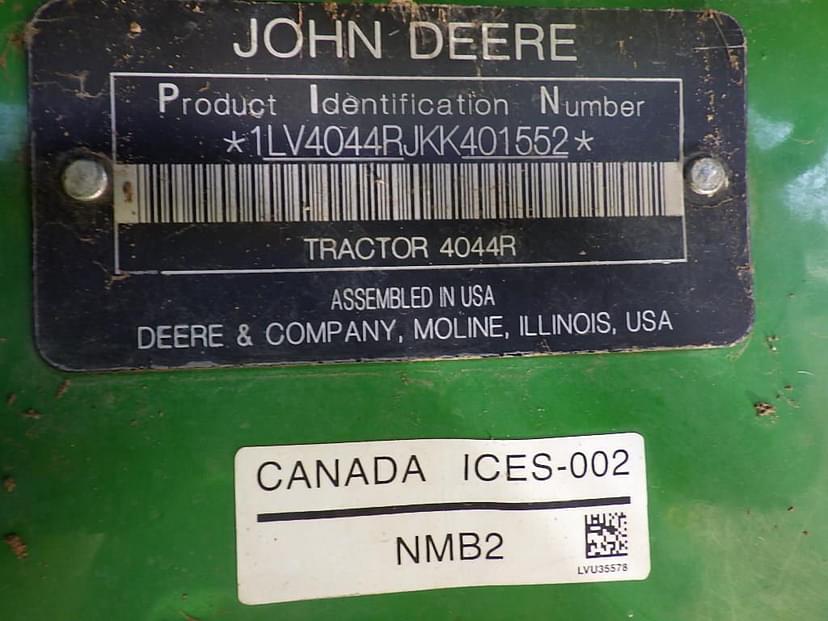 JOHN DEERE
Product Identification Number
*1LV4044RJKK401552*
TRACTOR 4044R
ASSEMBLED IN USA
DEERE & COMPANY, MOLINE, ILLINOIS, USA
CANADA ICES-002
NMB2
LVU35578